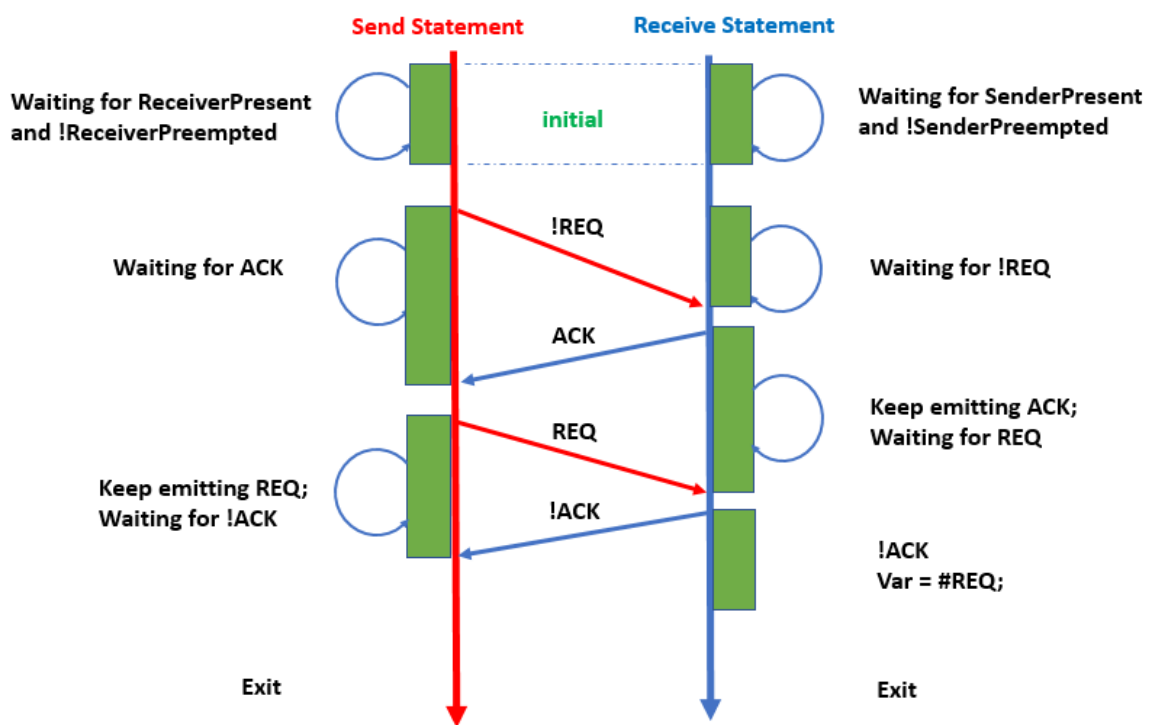 Send Statement
Receive Statement
Waiting for ReceiverPresent
and !ReceiverPreempted
initial
Waiting for SenderPresent
and !SenderPreempted
!REQ
Waiting for ACK
Waiting for !REQ
ACK
REQ
Keep emitting ACK;
Waiting for REQ
Keep emitting REQ;
Waiting for !ACK
!ACK
!ACK
Var = #REQ;
Exit
Exit